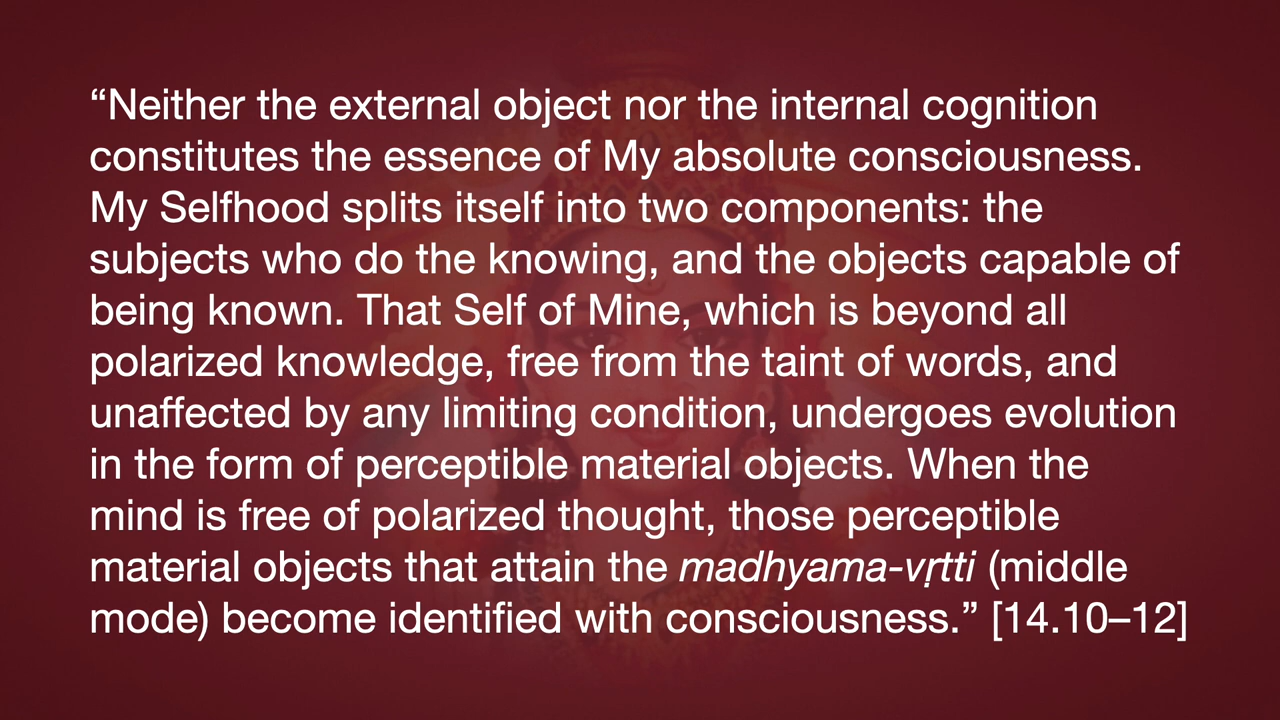 “Neither the external object nor the internal cognition
constitutes the essence of My absolute consciousness.
My Selfhood splits itself into two components: the
subjects who do the knowing, and the objects capable of
being known. That Self of Mine, which is beyond all
polarized knowledge, free from the taint of words, and
unaffected by any limiting condition, undergoes evolution
in the form of perceptible material objects. When the
mind is free of polarized thought, those perceptible
material objects that attain the madhyama-vṛtti (middle
mode) become identified with consciousness.” [14.10–12]